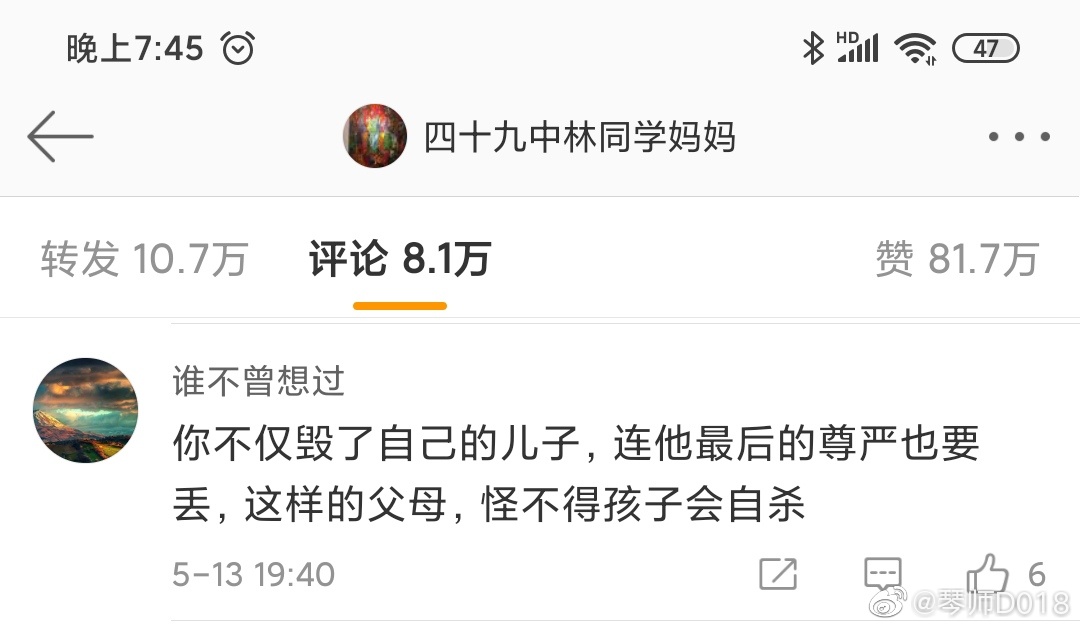 晚上7:45
HD
47
四十九中林同学妈妈
转发 10.7万 评论 8.1万 赞 81.7万
谁不曾想过
你不仅毁了自己的儿子，连他最后的尊严也要
丢，这样的父母，怪不得孩子会自杀
5-13 19:40
6
@琴师D018